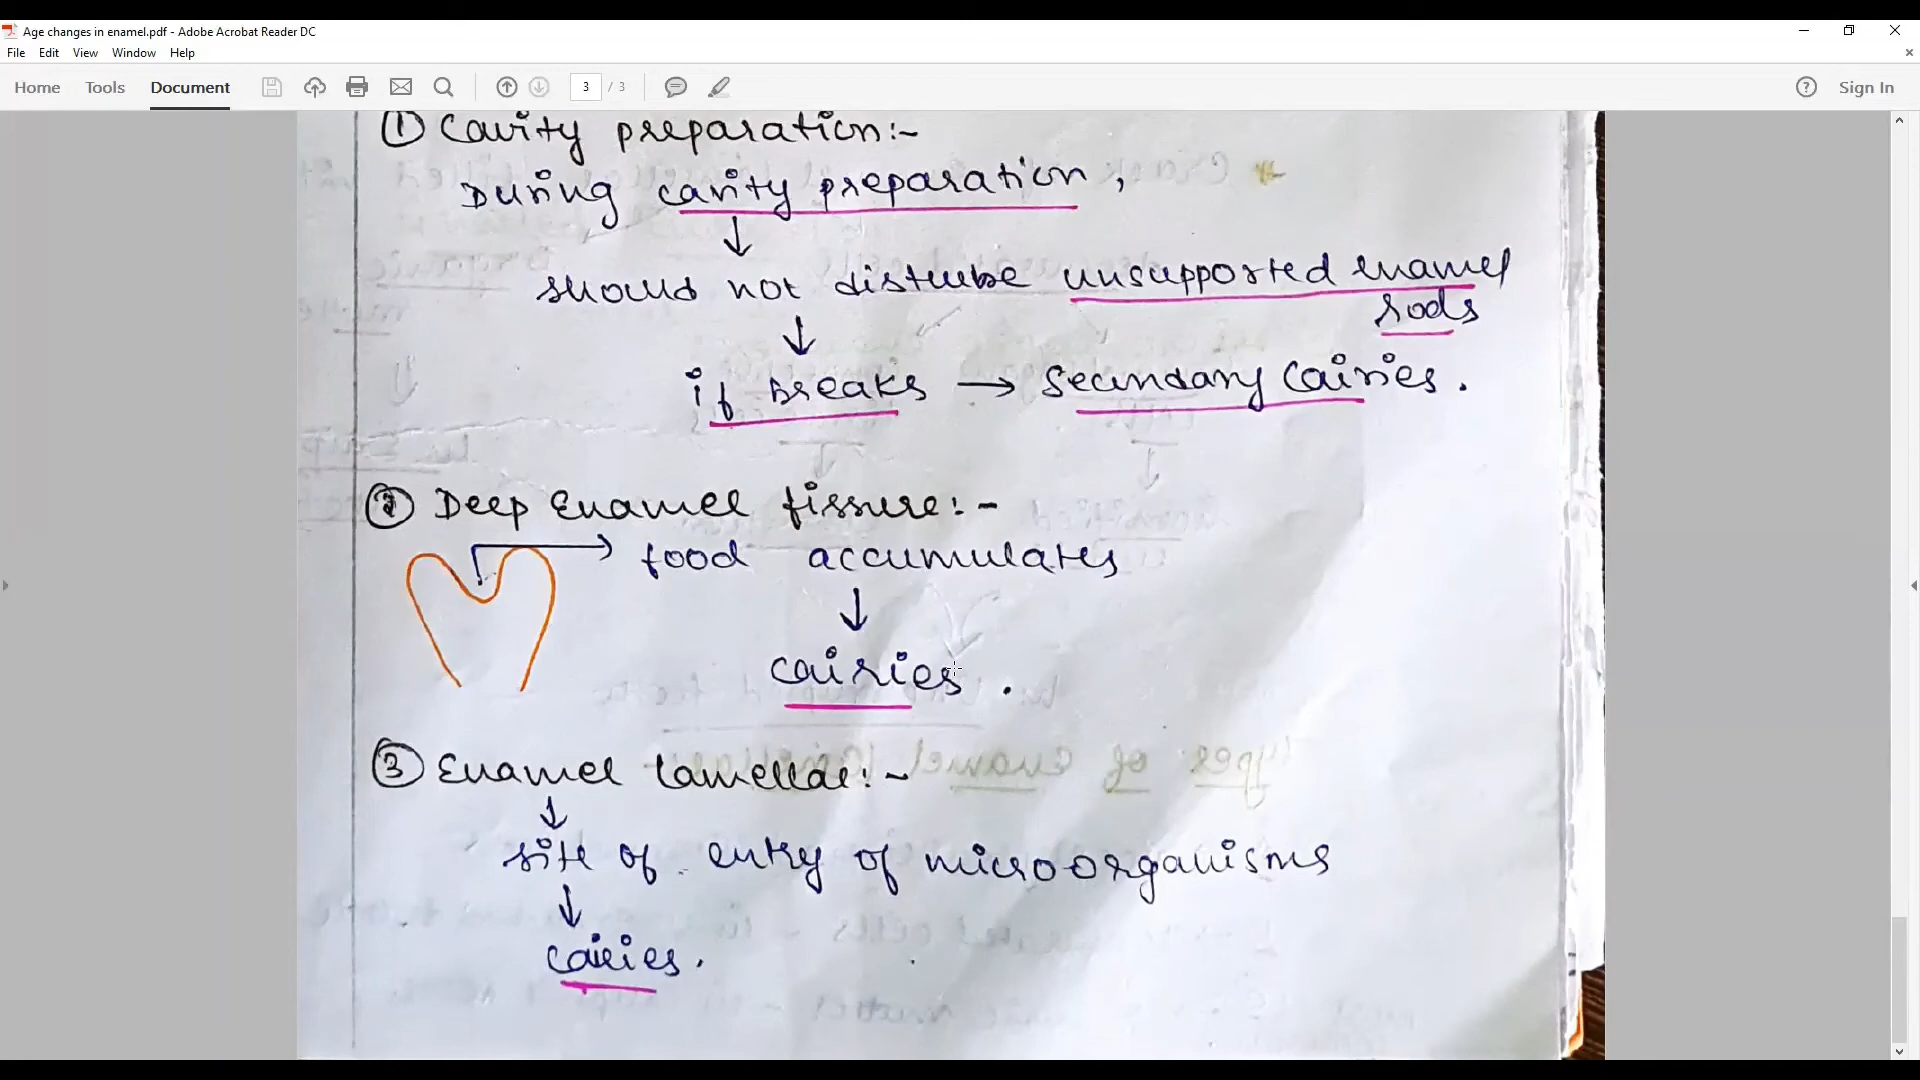 Age changes in enamel.pdf - Adobe Acrobat Reader DC
File Edit View Window Help
Home Tools Document 3 / 3 Sign In
① Cavity preparation:-
During cavity preparation,
↓
should not disturbe unsupported enamel
rods
↓
if breaks → Secundary Cairies.
② Deep Enamel fissure:-
→ food accumulates
↓
cairies.
③ Enamel lamellae:-
↓
site of entry of microorganisms
↓
cairies.